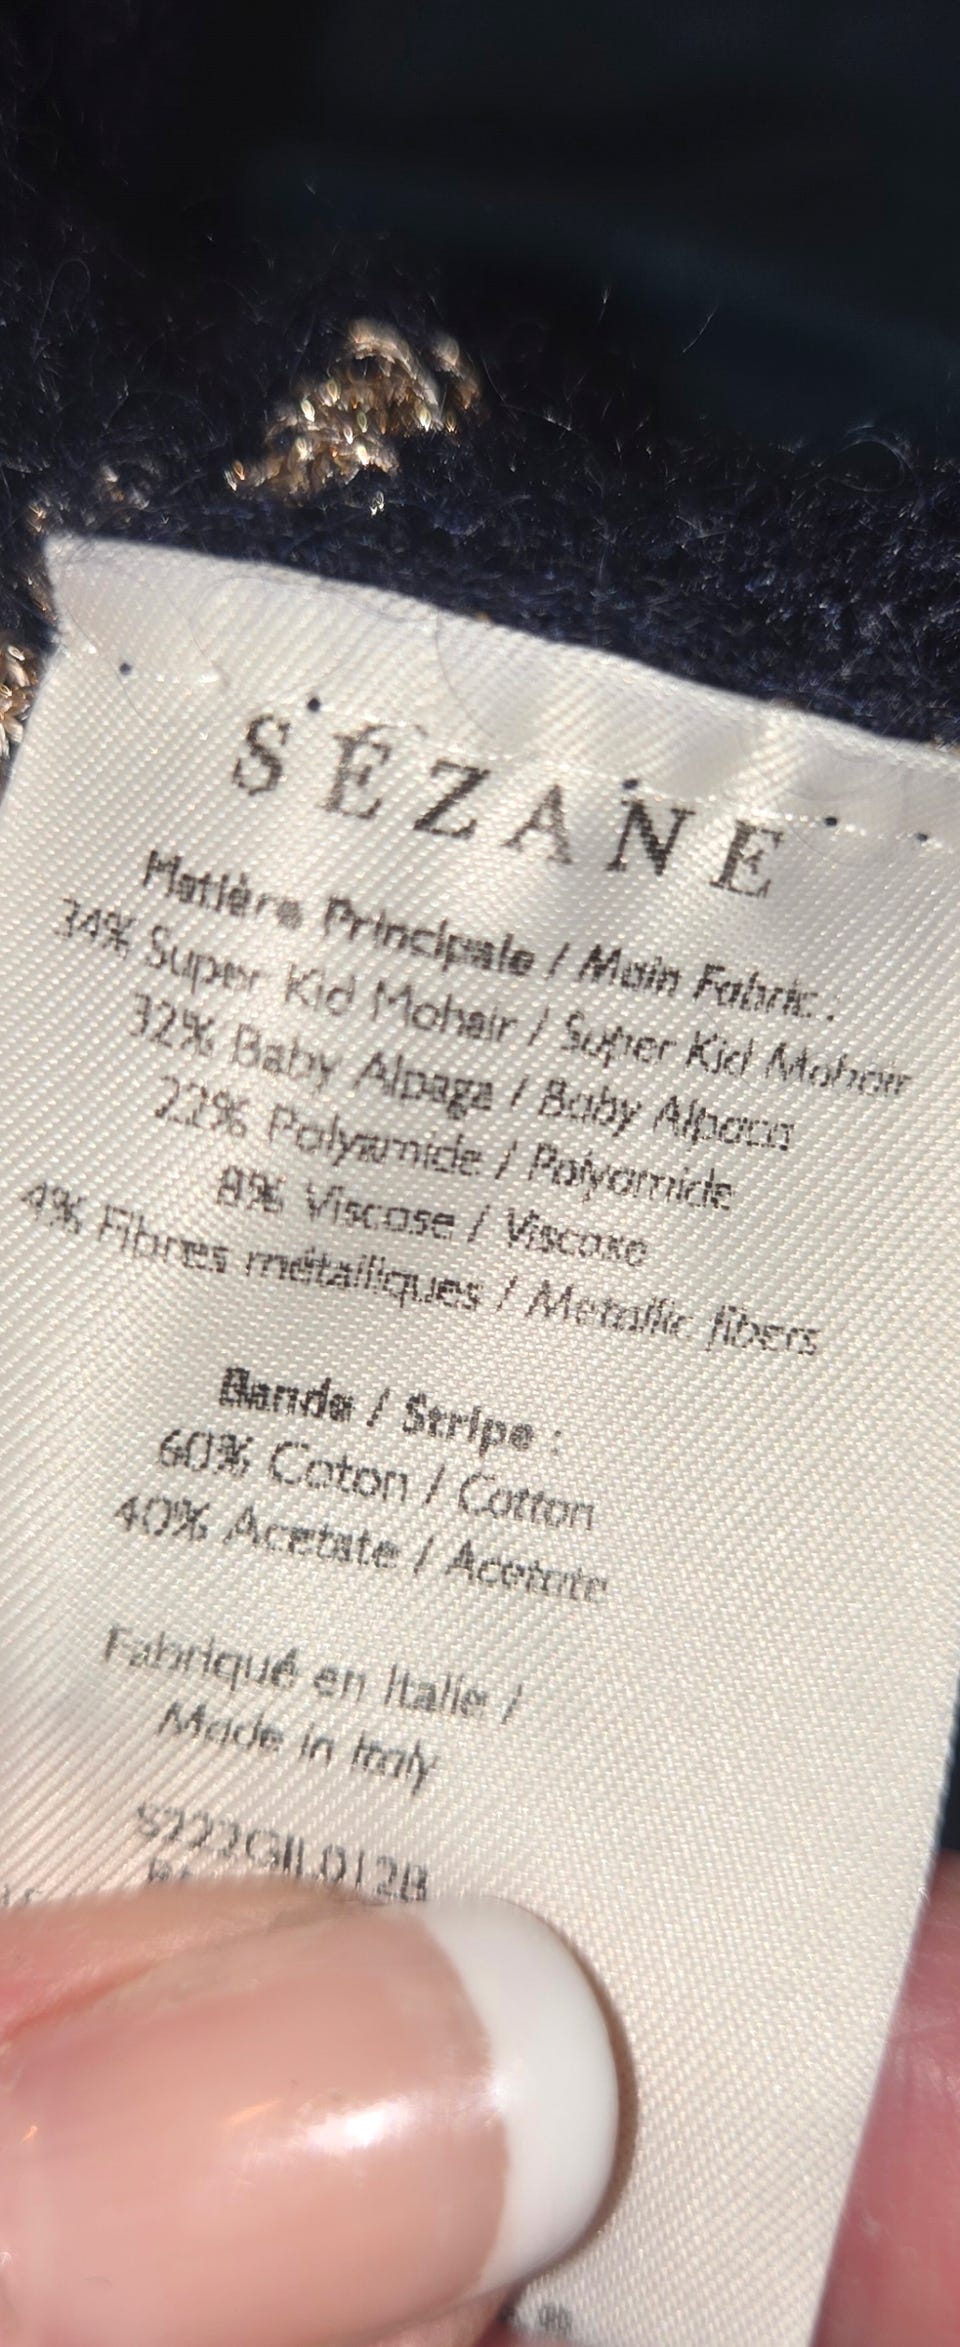 SÉZANE
Matière Principale / Main Fabric :
34% Super Kid Mohair / Super Kid Mohair
32% Baby Alpaga / Baby Alpaca
22% Polyamide / Polyamide
8% Viscose / Viscose
4% Fibres métalliques / Metallic fibers
Bande / Stripe :
60% Coton / Cotton
40% Acetate / Acetate
Fabriqué en Italie /
Made in Italy
S222GIL012B